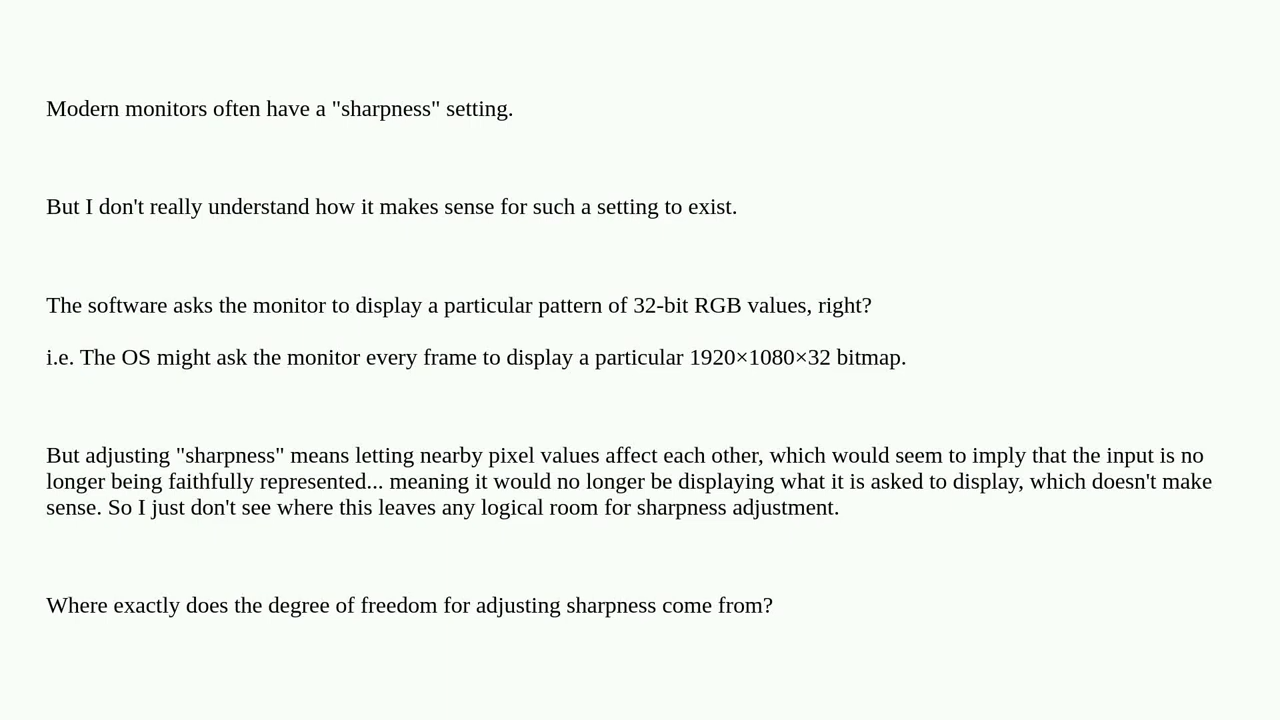 Modern monitors often have a "sharpness" setting.
But I don't really understand how it makes sense for such a setting to exist.
The software asks the monitor to display a particular pattern of 32-bit RGB values, right?
i.e. The OS might ask the monitor every frame to display a particular 1920×1080×32 bitmap.
But adjusting "sharpness" means letting nearby pixel values affect each other, which would seem to imply that the input is no
longer being faithfully represented... meaning it would no longer be displaying what it is asked to display, which doesn't make
sense. So I just don't see where this leaves any logical room for sharpness adjustment.
Where exactly does the degree of freedom for adjusting sharpness come from?